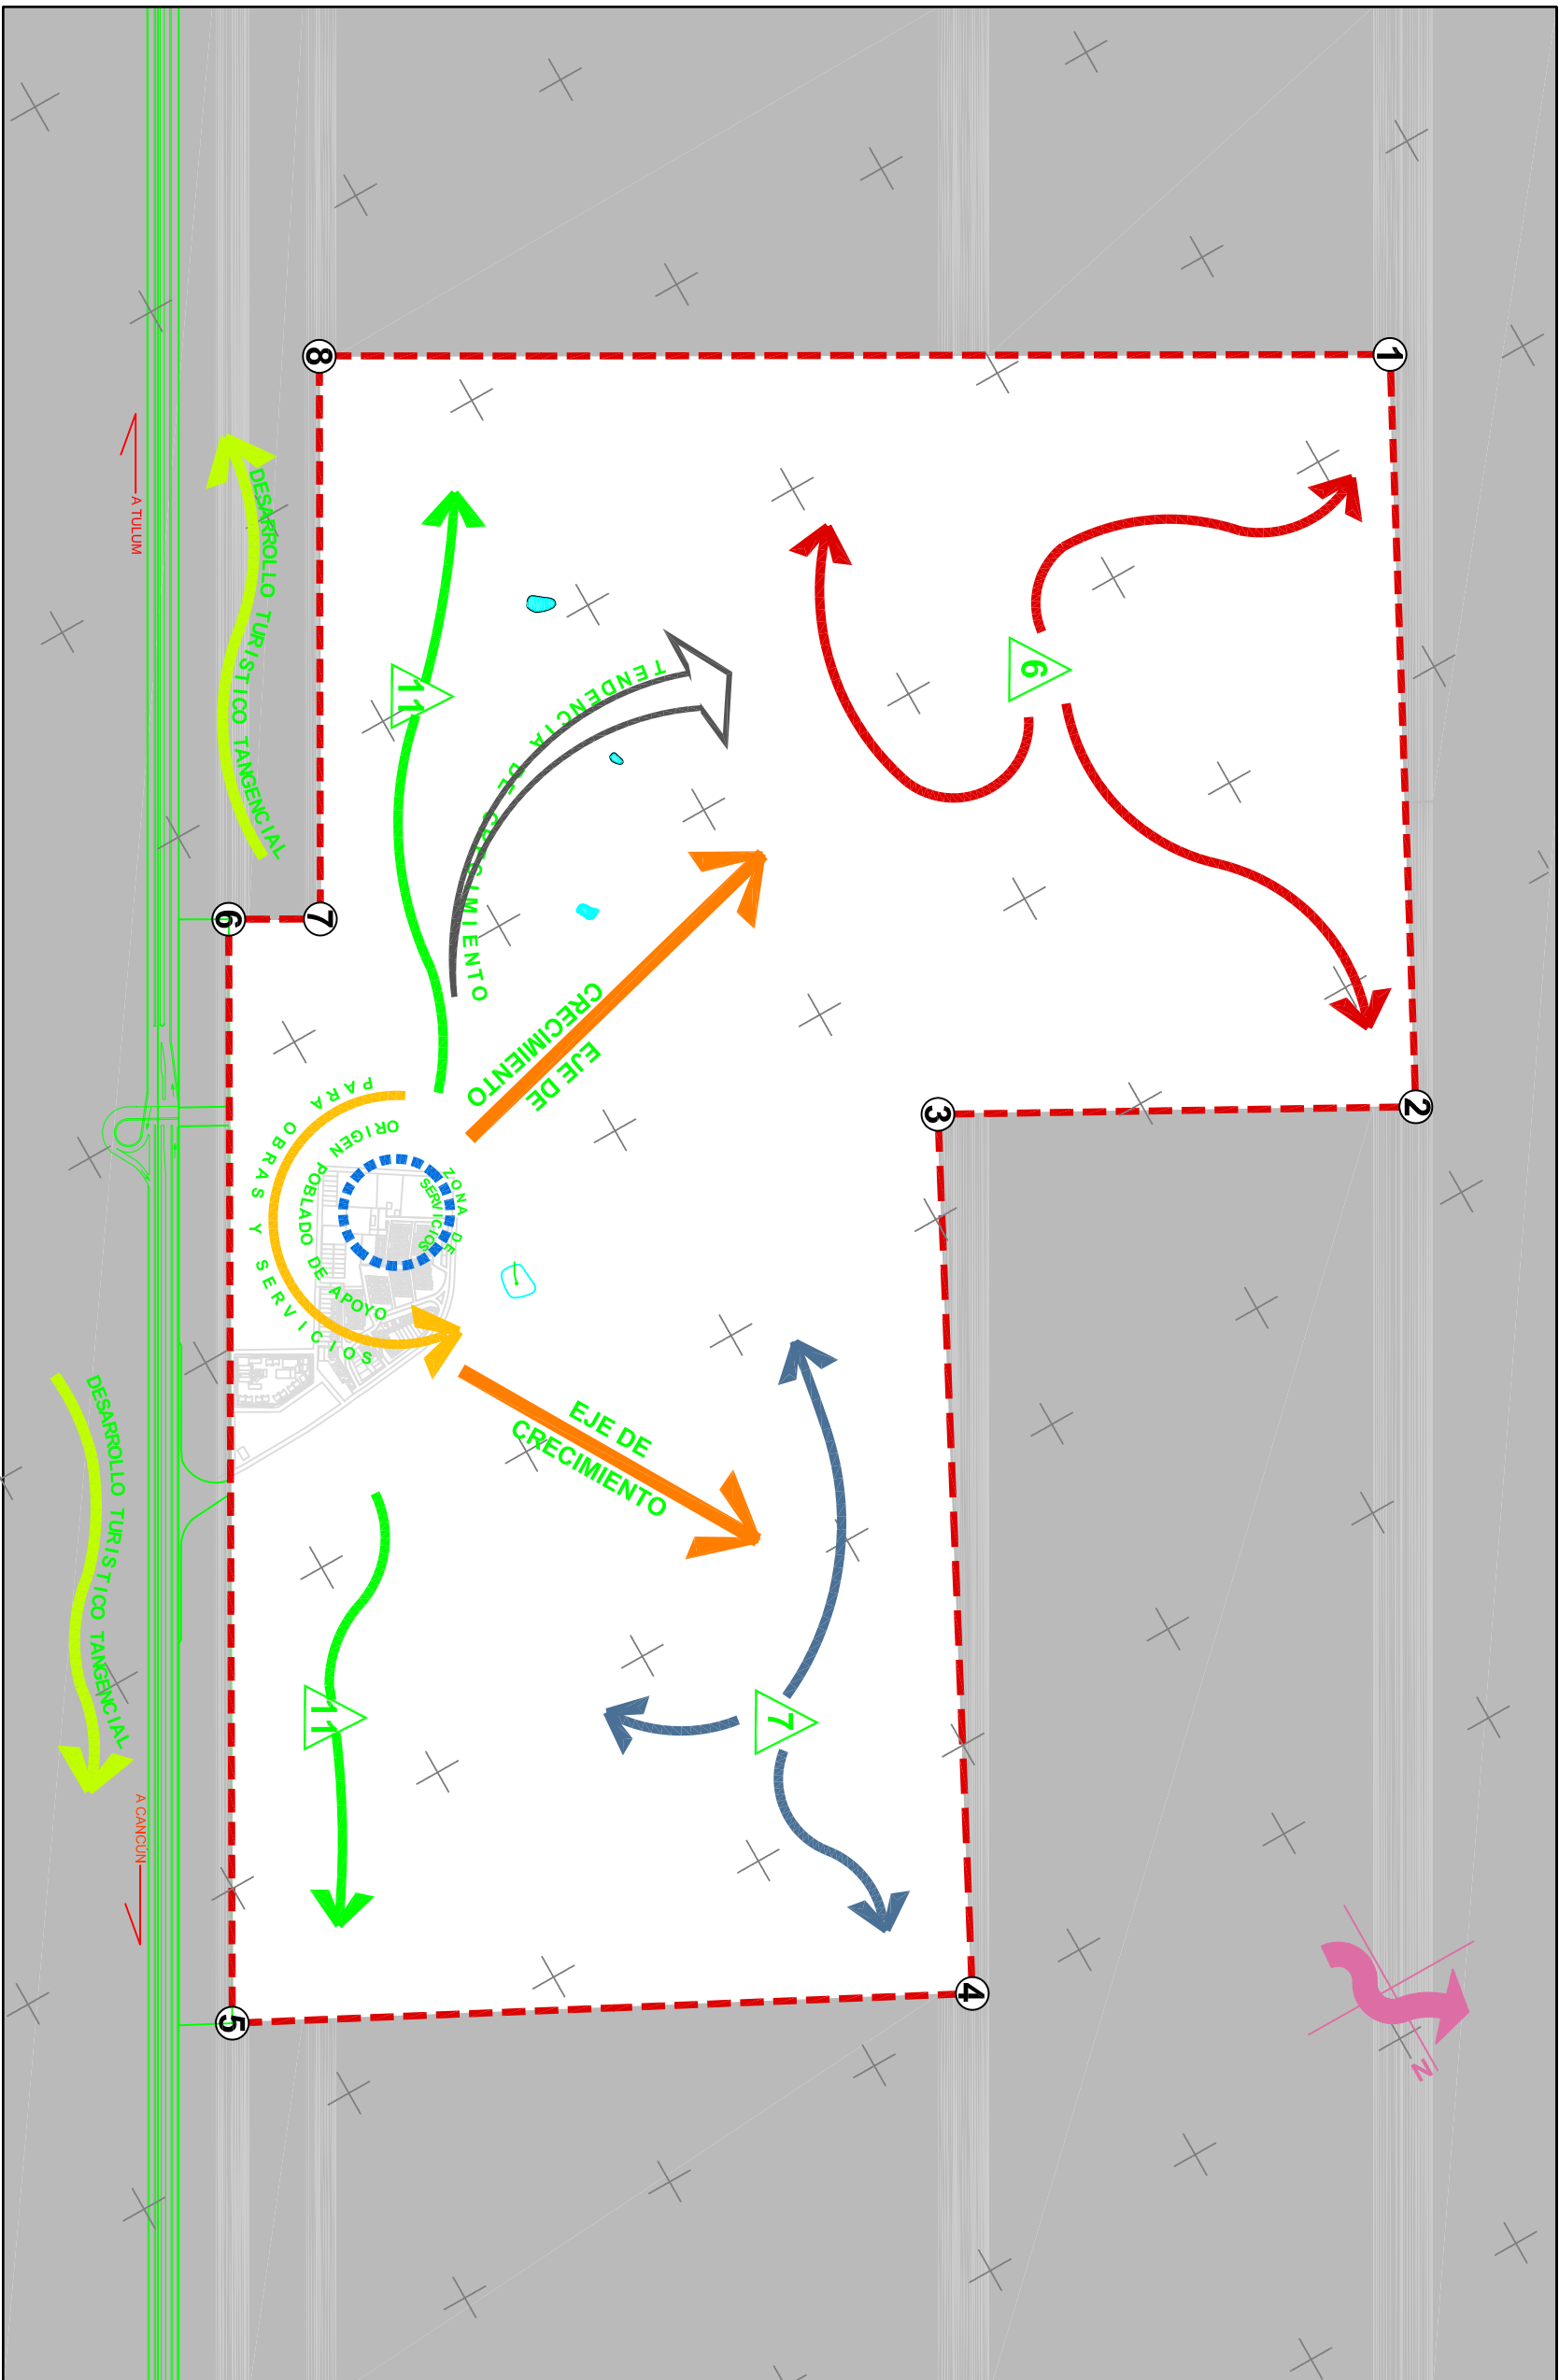 8
1
A TULUM
DESARROLLO TURISTICO TANGENCIAL
6
11
TENDENCIA DE CRECIMIENTO
6
7
CRECIMIENTO
EJE DE
3
2
PARA OBRAS Y SERVICIOS
ORIGEN POBLADO DE APOYO
ZONA DE
SERVICIOS
EJE DE
CRECIMIENTO
DESARROLLO TURISTICO TANGENCIAL
11
7
A CANCUN
5
4
N